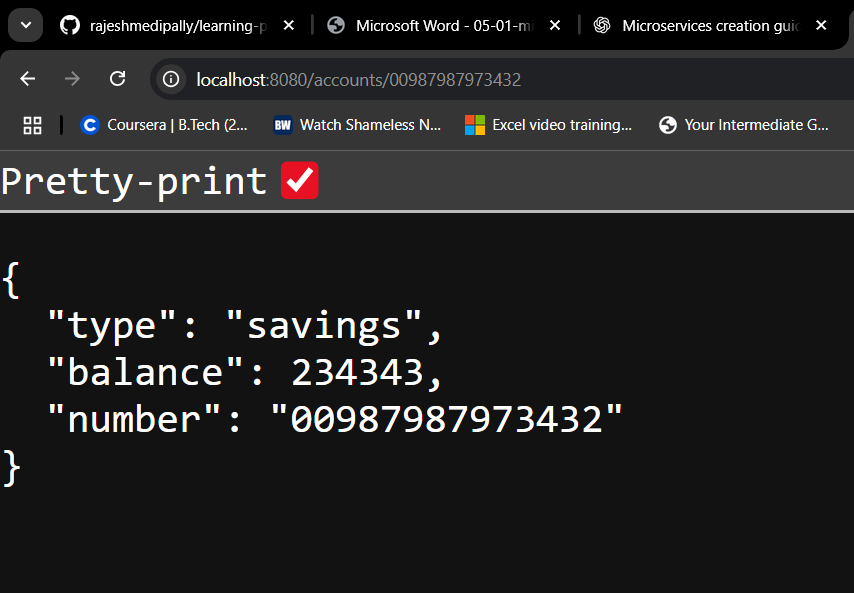 rajeshmedipally/learning-p
Microsoft Word - 05-01-mi
Microservices creation guid
localhost:8080/accounts/00987987973432
Coursera | B.Tech (2...
BW Watch Shameless N...
Excel video training...
Your Intermediate G...
Pretty-print
{
"type": "savings",
"balance": 234343,
"number": "00987987973432"
}